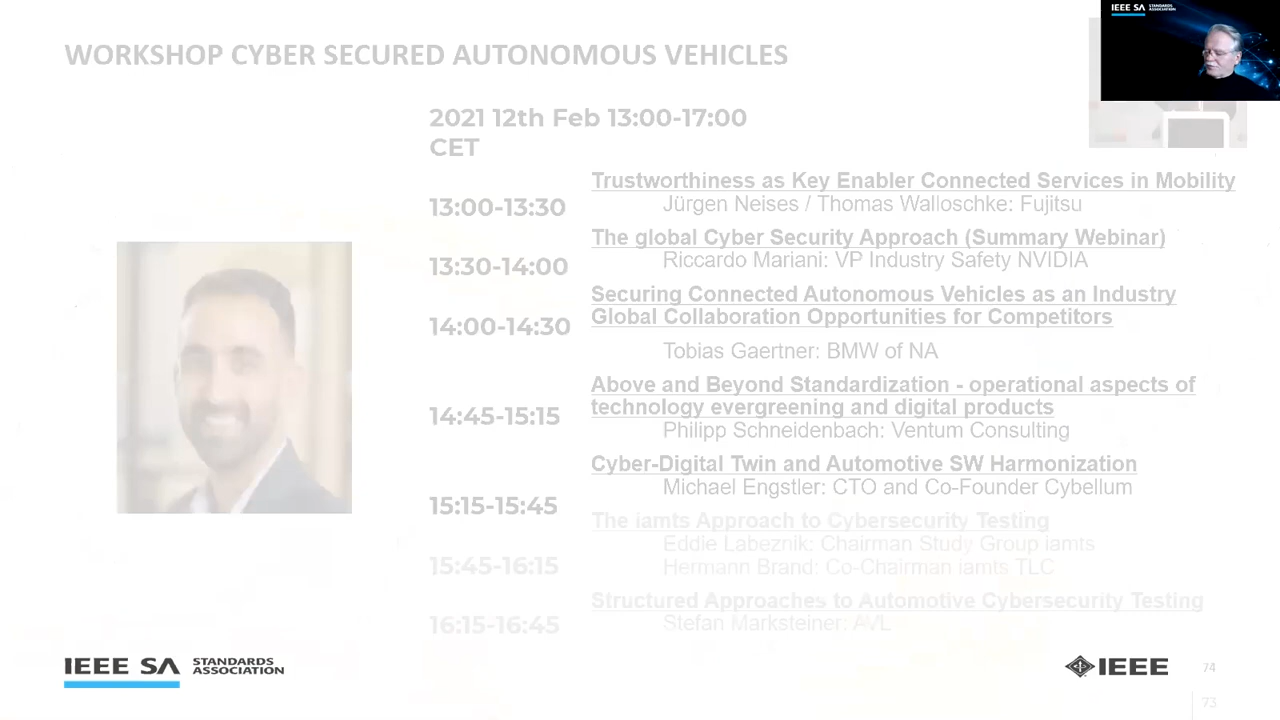 IEEE SA STANDARDS ASSOCIATION
WORKSHOP CYBER SECURED AUTONOMOUS VEHICLES
2021 12th Feb 13:00-17:00
CET
13:00-13:30
Trustworthiness as Key Enabler Connected Services in Mobility
Jürgen Neises / Thomas Walloschke: Fujitsu
13:30-14:00
The global Cyber Security Approach (Summary Webinar)
Riccardo Mariani: VP Industry Safety NVIDIA
14:00-14:30
Securing Connected Autonomous Vehicles as an Industry
Global Collaboration Opportunities for Competitors
Tobias Gaertner: BMW of NA
14:45-15:15
Above and Beyond Standardization - operational aspects of
technology evergreening and digital products
Philipp Schneidenbach: Ventum Consulting
15:15-15:45
Cyber-Digital Twin and Automotive SW Harmonization
Michael Engstler: CTO and Co-Founder Cybellum
15:45-16:15
The iamts Approach to Cybersecurity Testing
Eddie Labeznik: Chairman Study Group iamts
Hermann Brand: Co-Chairman iamts TLC
16:15-16:45
Structured Approaches to Automotive Cybersecurity Testing
Stefan Marksteiner: AVL
IEEE SA STANDARDS ASSOCIATION
IEEE
74
73